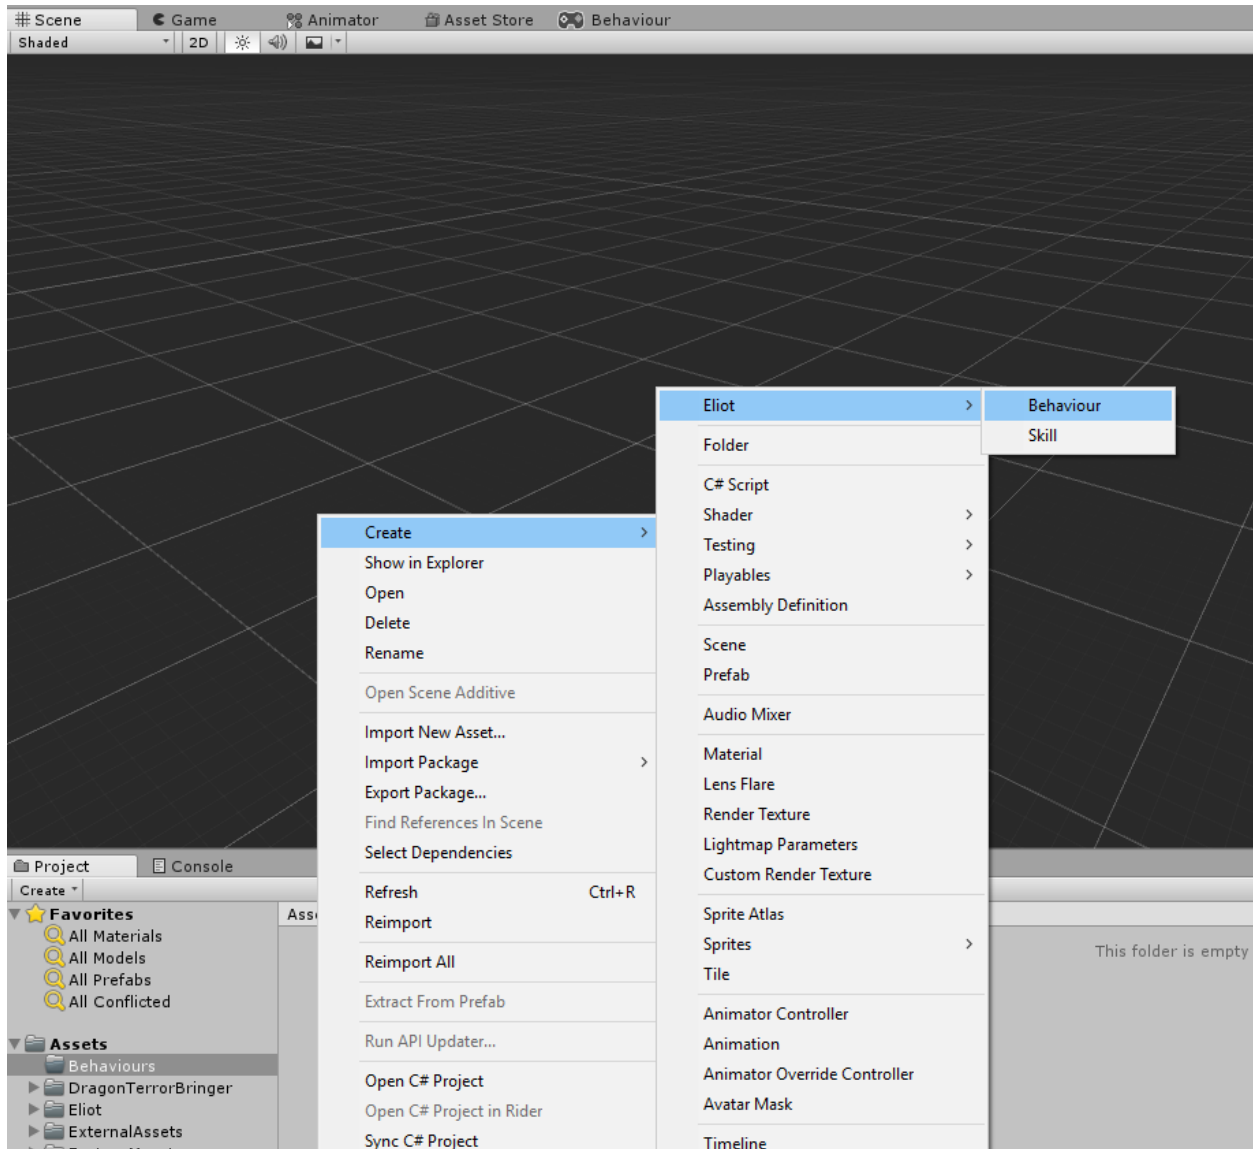 Scene Game Animator Asset Store Behaviour
Shaded 2D
Eliot
Folder
C# Script
Shader
Testing
Playables
Assembly Definition
Scene
Prefab
Audio Mixer
Material
Lens Flare
Render Texture
Lightmap Parameters
Custom Render Texture
Sprite Atlas
Sprites
Tile
Animator Controller
Animation
Animator Override Controller
Avatar Mask
Timeline
Behaviour
Skill
Create
Show in Explorer
Open
Delete
Rename
Open Scene Additive
Import New Asset...
Import Package
Export Package...
Find References In Scene
Select Dependencies
Refresh Ctrl+R
Reimport
Reimport All
Extract From Prefab
Run API Updater...
Open C# Project
Open C# Project in Rider
Sync C# Project
Project Console
Create
Favorites
All Materials
All Models
All Prefabs
All Conflicted
Assets
Behaviours
DragonTerrorBringer
Eliot
ExternalAssets
This folder is empty